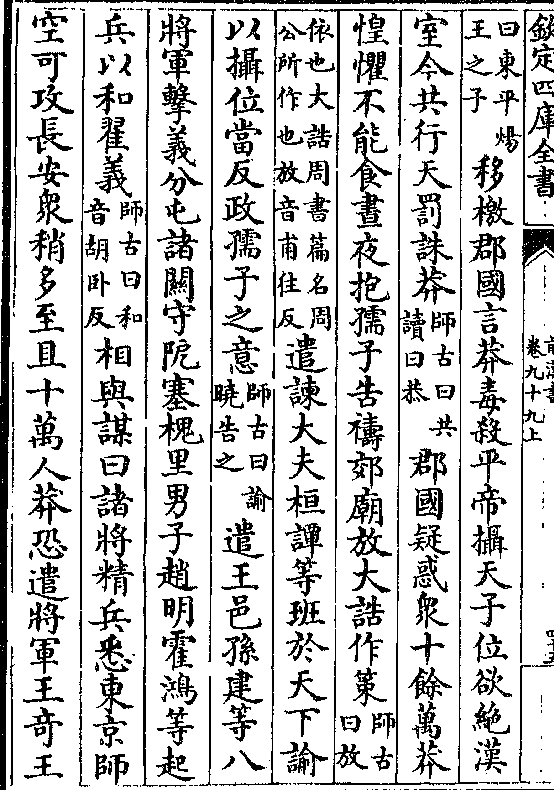 欽定四庫全書
前漢書
卷九十九上
曰東平煬王之子移檄郡國言莽毒殺平帝攝天子位欲絶漢
室今共行天罰誅莽師古曰共讀曰恭郡國疑惑衆十餘萬莽
惶懼不能食晝夜抱孺子告禱郊廟放大誥作策師古曰放
依也大誥周書篇名周公所作也放音甫往反遣諫大夫桓譚等班於天下諭
以攝位當反政孺子之意師古曰諭曉告之遣王邑孫建等八
將軍擊義分屯諸關守阨塞槐里男子趙明霍鴻等起
兵以和翟義師古曰和音胡卧反相與謀曰諸將精兵悉東京師
空可攻長安衆稍多至且十萬人莽恐遣將軍王奇王